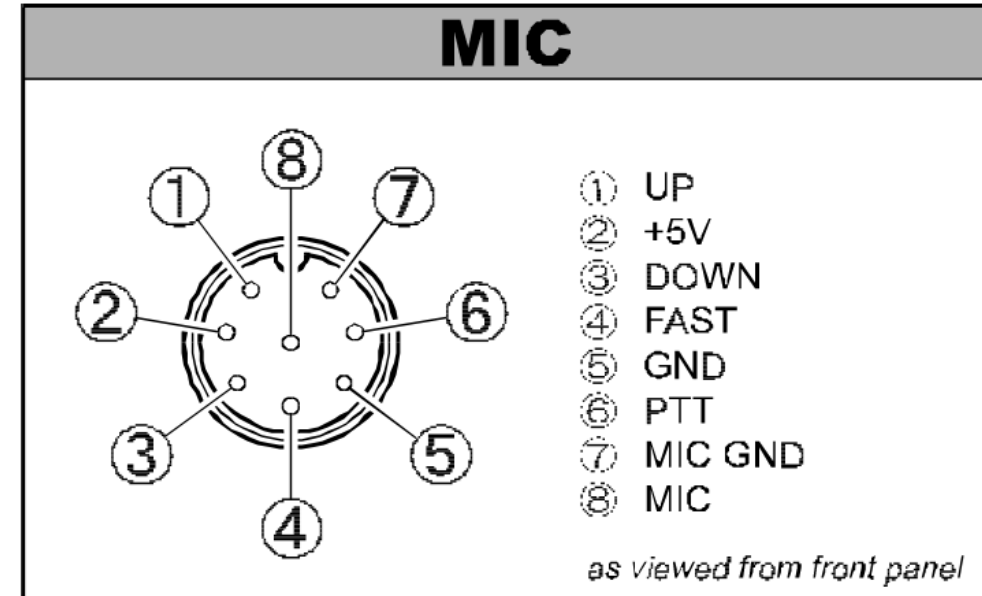 MIC
⑧
① ⑦
② ⑥
③ ⑤
④
① UP
② +5V
③ DOWN
④ FAST
⑤ GND
⑥ PTT
⑦ MIC GND
⑧ MIC
as viewed from front panel